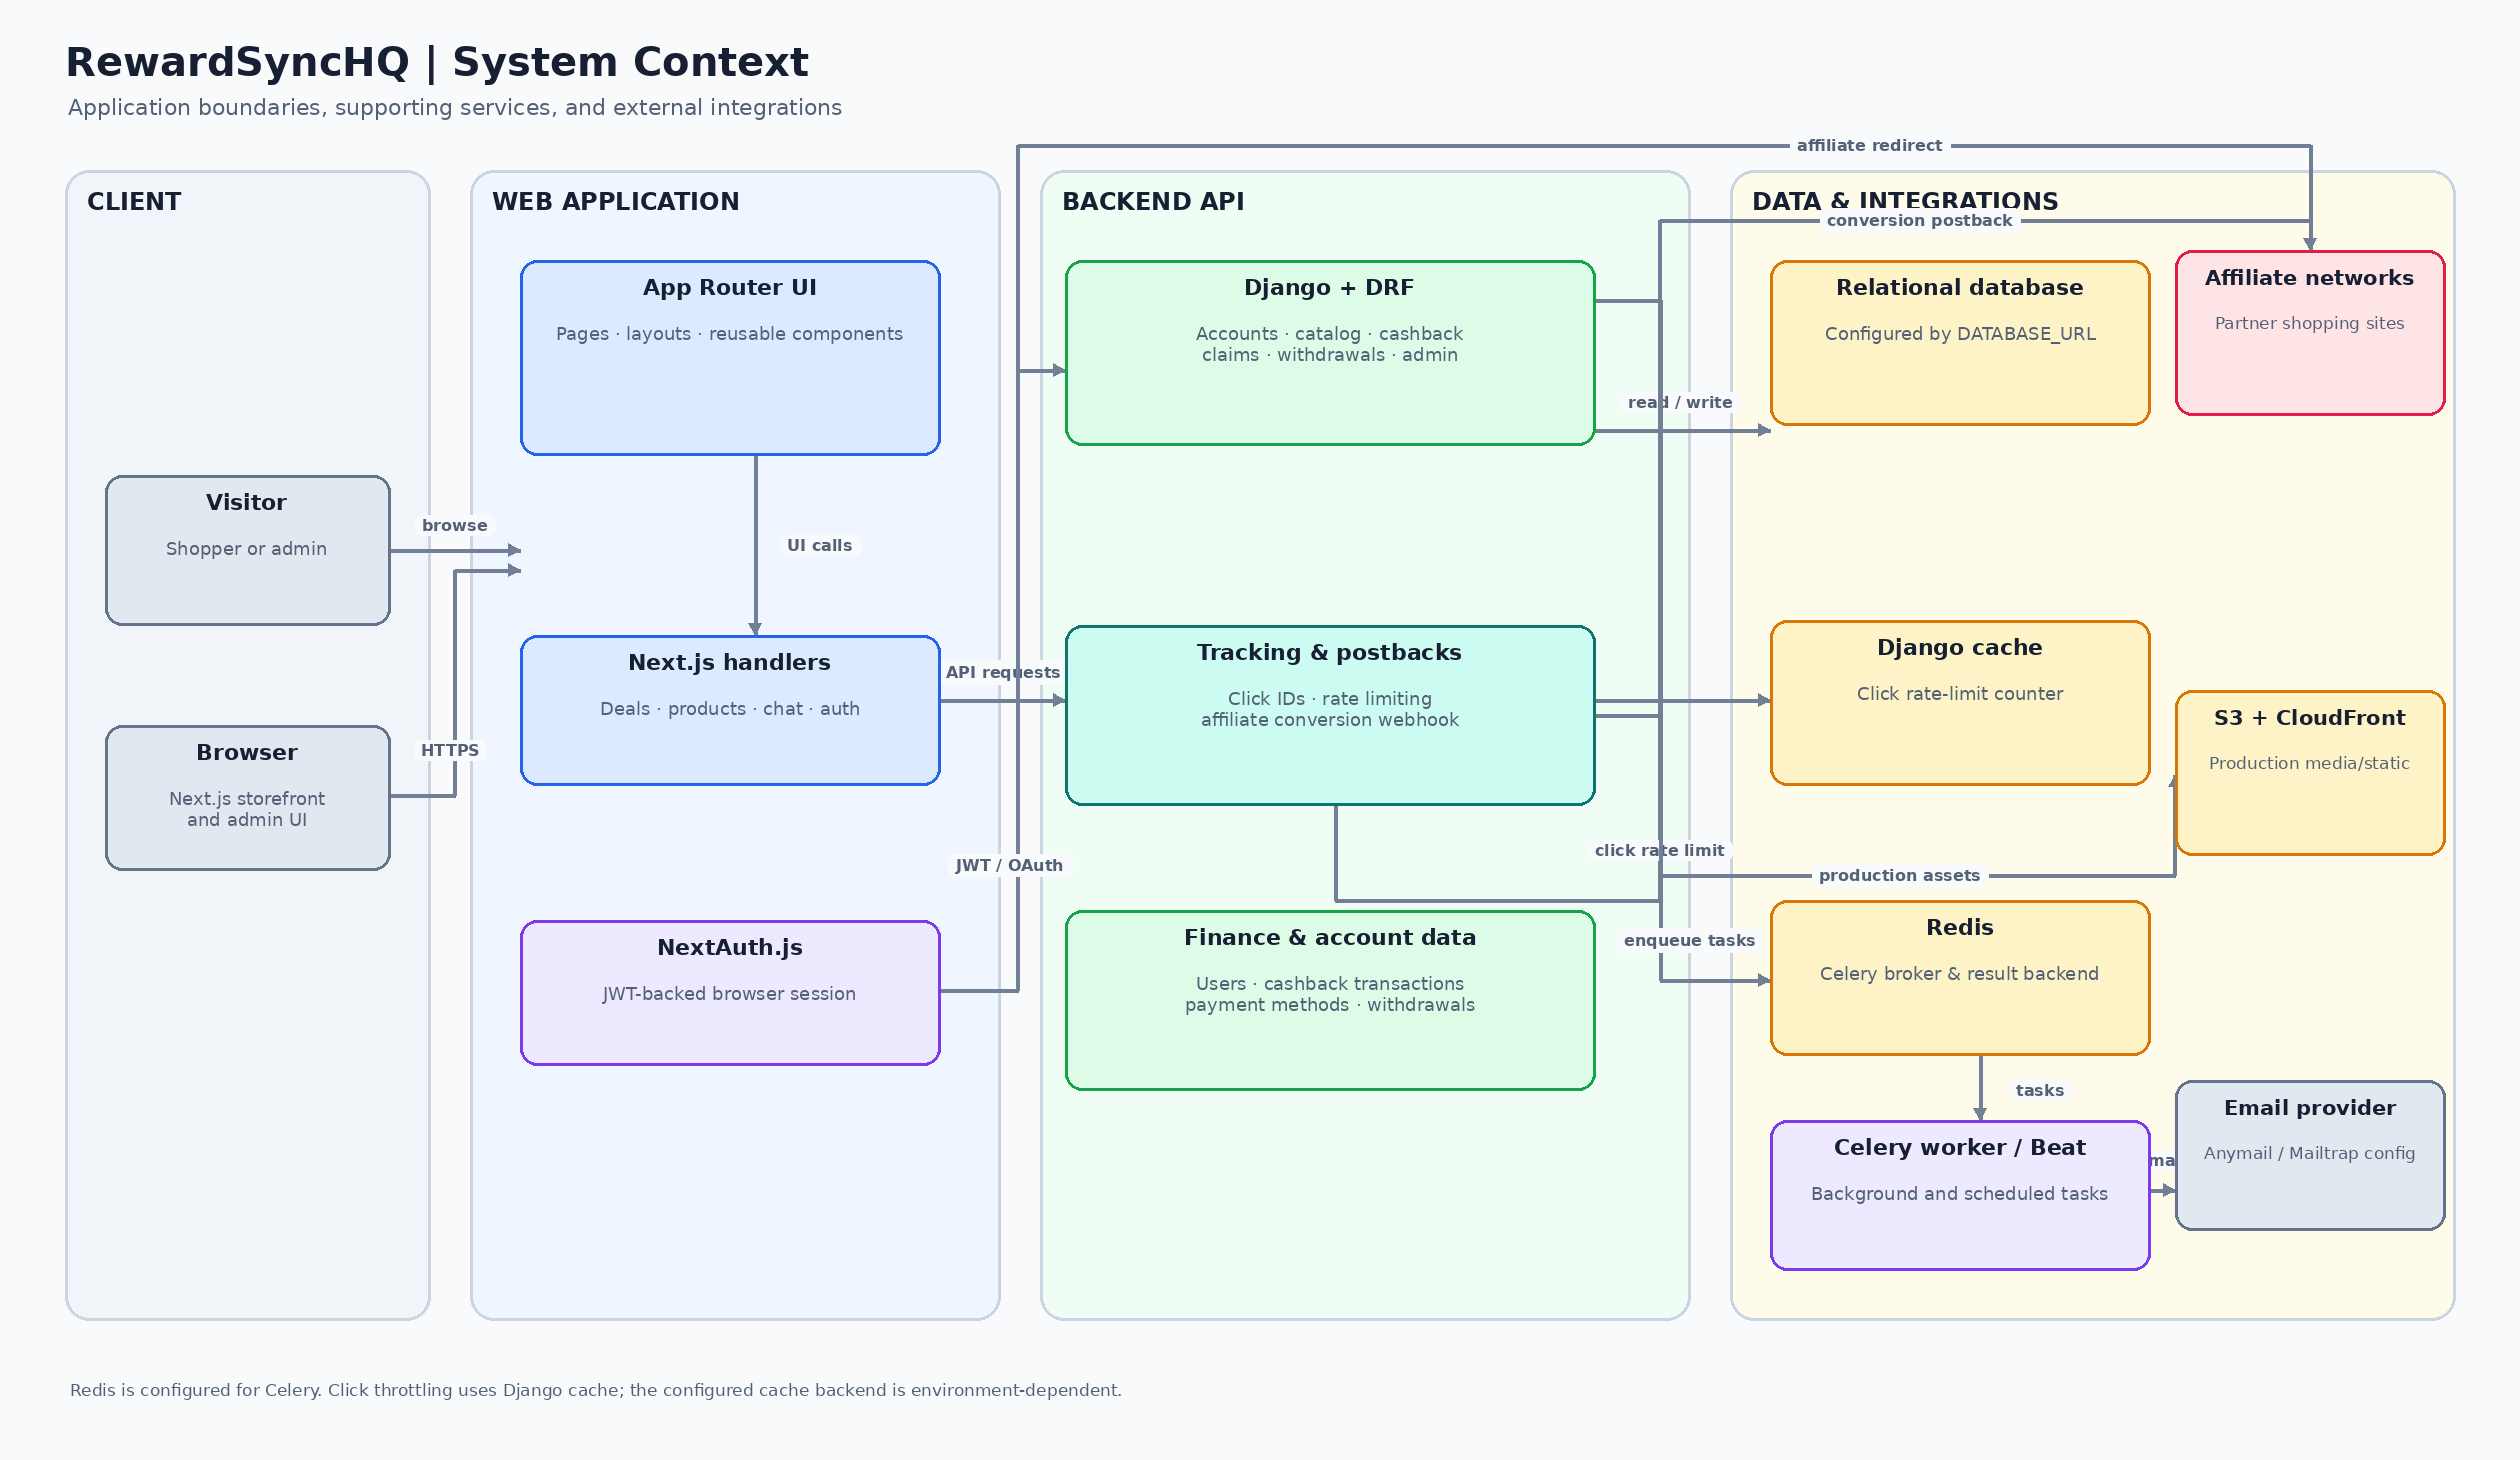 RewardSyncHQ | System Context
Application boundaries, supporting services, and external integrations
affiliate redirect
CLIENT
Visitor
Shopper or admin
Browser
Next.js storefront
and admin UI
browse
HTTPS
WEB APPLICATION
App Router UI
Pages · layouts · reusable components
UI calls
Next.js handlers
Deals · products · chat · auth
NextAuth.js
JWT-backed browser session
API requests
JWT / OAuth
BACKEND API
Django + DRF
Accounts · catalog · cashback
claims · withdrawals · admin
Tracking & postbacks
Click IDs · rate limiting
affiliate conversion webhook
Finance & account data
Users · cashback transactions
payment methods · withdrawals
read / write
click rate limit
enqueue tasks
DATA & INTEGRATIONS
conversion postback
Relational database
Configured by DATABASE_URL
Affiliate networks
Partner shopping sites
Django cache
Click rate-limit counter
S3 + CloudFront
Production media/static
production assets
Redis
Celery broker & result backend
tasks
Celery worker / Beat
Background and scheduled tasks
Email provider
Anymail / Mailtrap config
Redis is configured for Celery. Click throttling uses Django cache; the configured cache backend is environment-dependent.